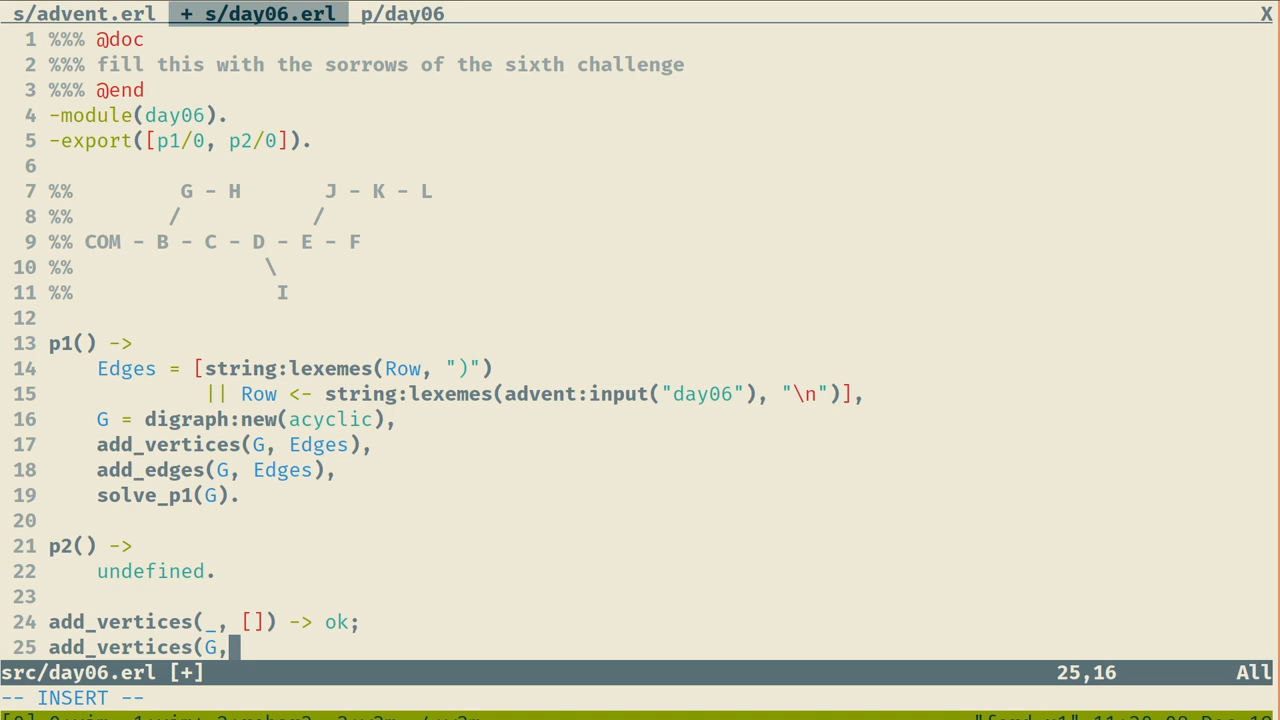 s/advent.erl + s/day06.erl p/day06 X
1 %%% @doc
2 %%% fill this with the sorrows of the sixth challenge
3 %%% @end
4 -module(day06).
5 -export([p1/0, p2/0]).
6
7 %%         G - H       J - K - L
8 %%        /           /
9 %% COM - B - C - D - E - F
10 %%                \
11 %%                 I
12
13 p1() ->
14     Edges = [string:lexemes(Row, ")")
15              || Row <- string:lexemes(advent:input("day06"), "\n")],
16     G = digraph:new(acyclic),
17     add_vertices(G, Edges),
18     add_edges(G, Edges),
19     solve_p1(G).
20
21 p2() ->
22     undefined.
23
24 add_vertices(_, []) -> ok;
25 add_vertices(G,
src/day06.erl [+] 25,16 All
-- INSERT --